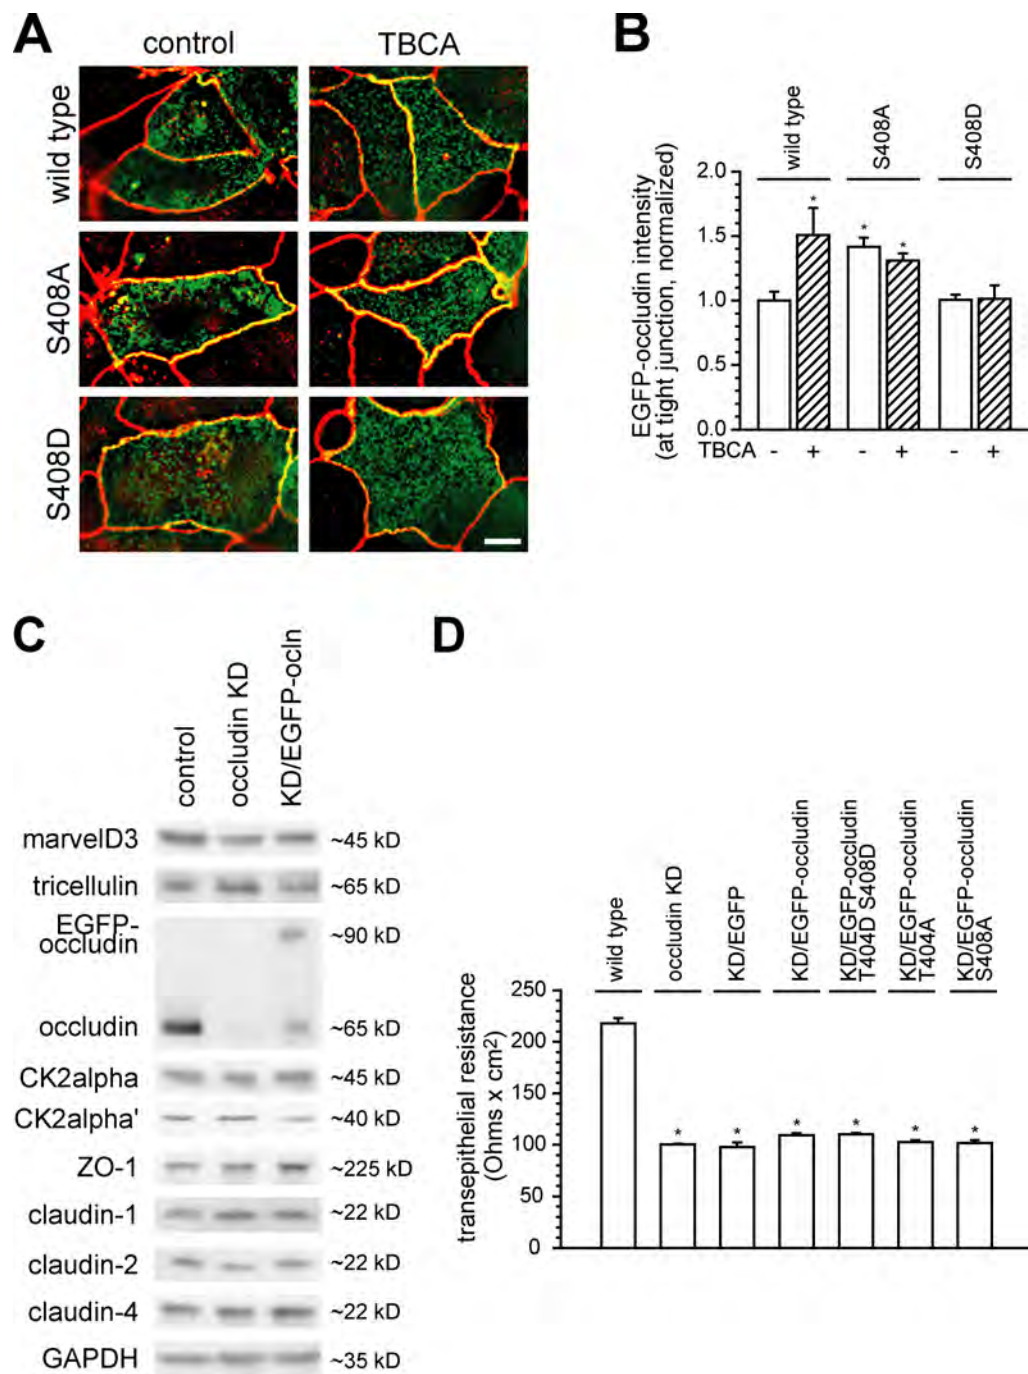 A
control
TBCA
wild type
S408A
S408D
B
wild type
S408A
S408D
EGFP-occludin intensity
(at tight junction, normalized)
2.0
1.5
1.0
0.5
0.0
*
*
*
TBCA
-
+
-
+
-
+
C
control
occludin KD
KD/EGFP-ocln
marvelD3
~45 kD
tricellulin
~65 kD
EGFP-
occludin
~90 kD
occludin
~65 kD
CK2alpha
~45 kD
CK2alpha'
~40 kD
ZO-1
~225 kD
claudin-1
~22 kD
claudin-2
~22 kD
claudin-4
~22 kD
GAPDH
~35 kD
D
wild type
occludin KD
KD/EGFP
KD/EGFP-occludin
KD/EGFP-occludin
T404D S408D
KD/EGFP-occludin
T404A
KD/EGFP-occludin
S408A
transepithelial resistance
(Ohms x cm²)
250
200
150
100
50
0
*
*
*
*
*
*